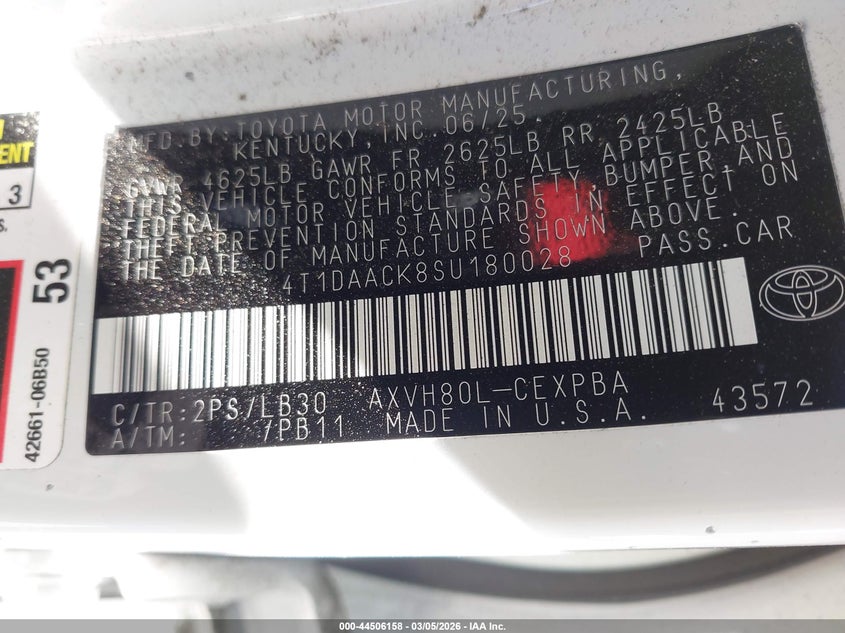 MFD.BY:TOYOTA MOTOR MANUFACTURING,
KENTUCKY,INC 06/25
GVWR 4625LB GAWR FR 2625LB RR 2425LB
THIS VEHICLE CONFORMS TO ALL APPLICABLE
FEDERAL MOTOR VEHICLE SAFETY,BUMPER,AND
THEFT PREVENTION STANDARDS IN EFFECT ON
THE DATE OF MANUFACTURE SHOWN ABOVE.
4T1DAACK8SU180028 PASS.CAR
C/TR:2PS/LB30 AXVH80L-CEXPBA
A/TM: 7PB11 MADE IN U.S.A. 43572
3
53
42661-06B50
000-44506158 | 03/05/2026 | IAA Inc.